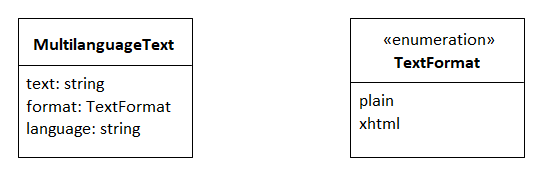 MultilanguageText
text: string
format: TextFormat
language: string
«enumeration»
TextFormat
plain
xhtml